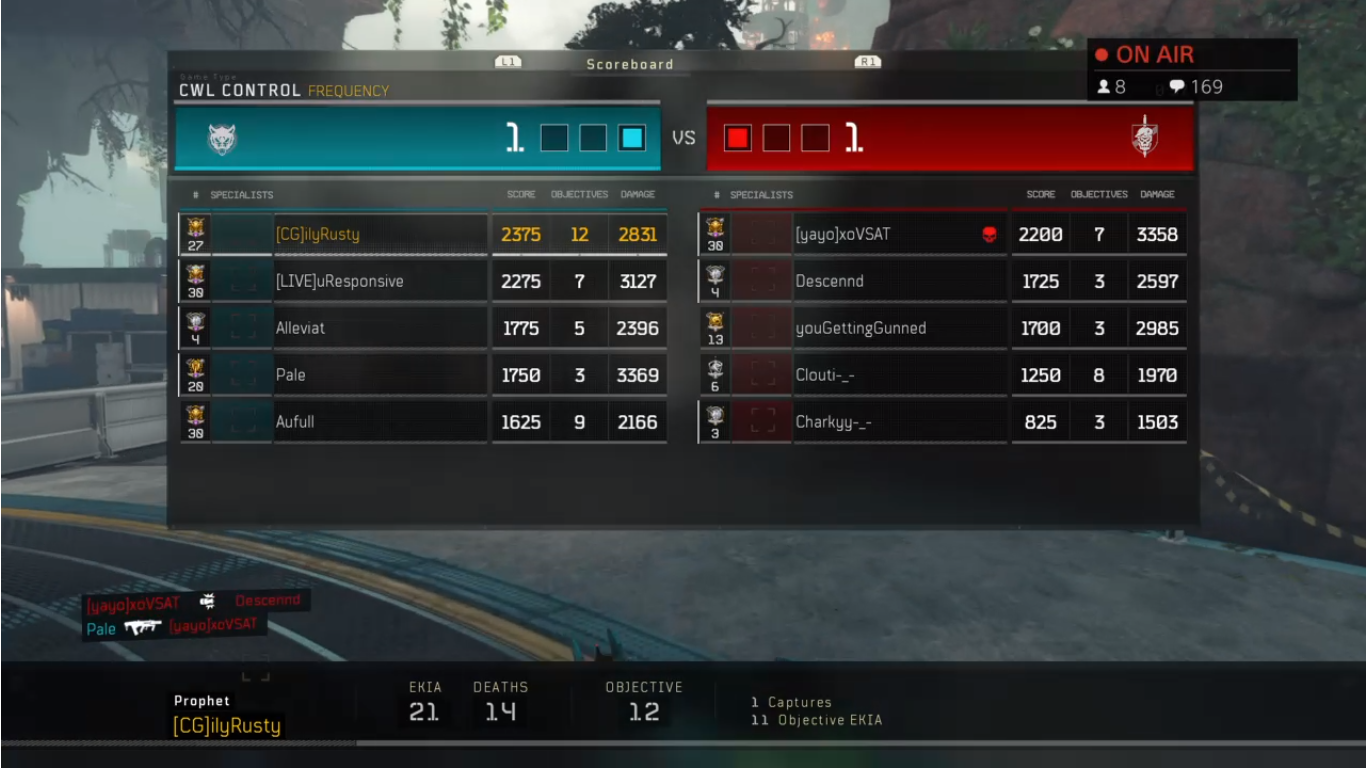 L1 Scoreboard R1
ON AIR
8 169
Game Type
CWL CONTROL FREQUENCY
1 VS 1
# SPECIALISTS SCORE OBJECTIVES DAMAGE # SPECIALISTS SCORE OBJECTIVES DAMAGE
27 [CG]ilyRusty 2375 12 2831 30 [yayo]xoVSAT 2200 7 3358
30 [LIVE]uResponsive 2275 7 3127 4 Descennd 1725 3 2597
4 Alleviat 1775 5 2396 13 youGettingGunned 1700 3 2985
20 Pale 1750 3 3369 6 Clouti-_- 1250 8 1970
30 Aufull 1625 9 2166 3 Charkyy-_- 825 3 1503
[yayo]xoVSAT Descennd
Pale [yayo]xoVSAT
EKIA DEATHS OBJECTIVE
Prophet 21 14 12 1 Captures
[CG]ilyRusty 11 Objective EKIA